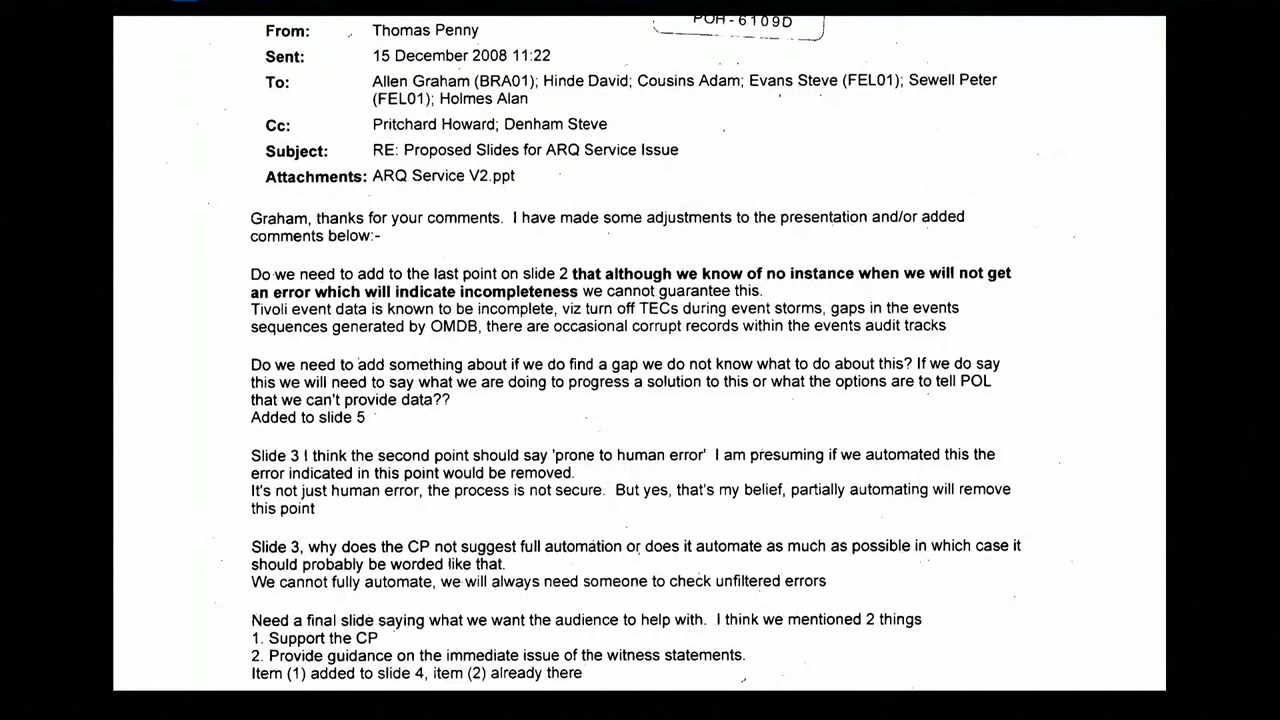 POH-6109D
From: Thomas Penny
Sent: 15 December 2008 11:22
To: Allen Graham (BRA01); Hinde David; Cousins Adam; Evans Steve (FEL01); Sewell Peter
(FEL01); Holmes Alan
Cc: Pritchard Howard; Denham Steve
Subject: RE: Proposed Slides for ARQ Service Issue
Attachments: ARQ Service V2.ppt
Graham, thanks for your comments. I have made some adjustments to the presentation and/or added
comments below:-
Do we need to add to the last point on slide 2 that although we know of no instance when we will not get
an error which will indicate incompleteness we cannot guarantee this.
Tivoli event data is known to be incomplete, viz turn off TECs during event storms, gaps in the events
sequences generated by OMDB, there are occasional corrupt records within the events audit tracks
Do we need to add something about if we do find a gap we do not know what to do about this? If we do say
this we will need to say what we are doing to progress a solution to this or what the options are to tell POL
that we can't provide data??
Added to slide 5
Slide 3 I think the second point should say 'prone to human error' I am presuming if we automated this the
error indicated in this point would be removed.
It's not just human error, the process is not secure. But yes, that's my belief, partially automating will remove
this point
Slide 3, why does the CP not suggest full automation or does it automate as much as possible in which case it
should probably be worded like that.
We cannot fully automate, we will always need someone to check unfiltered errors
Need a final slide saying what we want the audience to help with. I think we mentioned 2 things
1. Support the CP
2. Provide guidance on the immediate issue of the witness statements.
Item (1) added to slide 4, item (2) already there